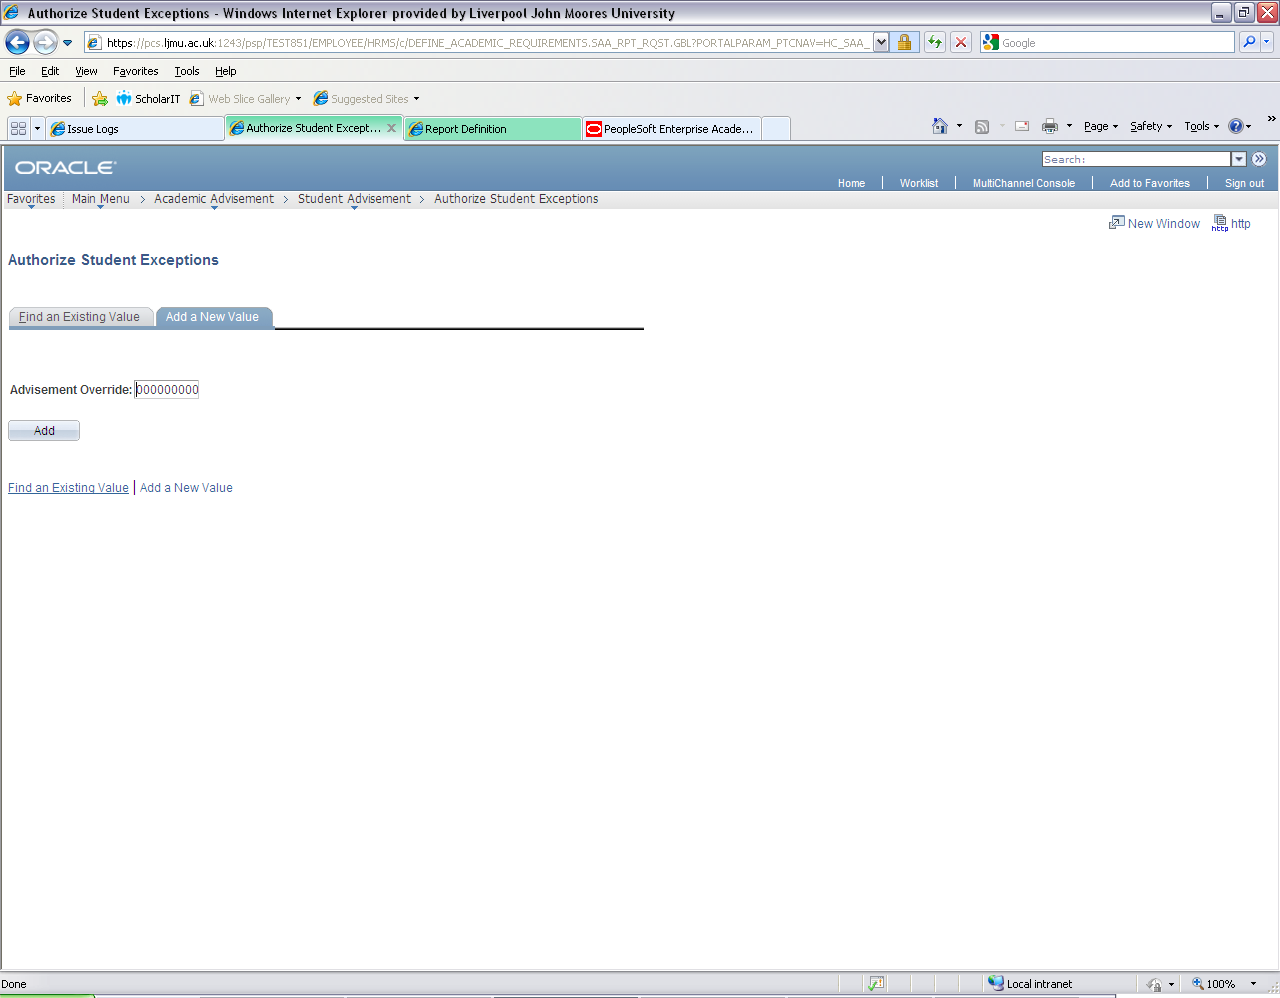 Authorize Student Exceptions - Windows Internet Explorer provided by Liverpool John Moores University
https://pcs.ljmu.ac.uk:1243/psp/TEST851/EMPLOYEE/HRMS/c/DEFINE_ACADEMIC_REQUIREMENTS.SAA_RPT_RQST.GBL?PORTALPARAM_PTCNAV=HC_SAA_ Google
File Edit View Favorites Tools Help
Favorites ScholarIT Web Slice Gallery Suggested Sites
Issue Logs Authorize Student Except... Report Definition PeopleSoft Enterprise Acade... Page Safety Tools
ORACLE Search:
Home Worklist MultiChannel Console Add to Favorites Sign out
Favorites Main Menu > Academic Advisement > Student Advisement > Authorize Student Exceptions
New Window http http
Authorize Student Exceptions
Find an Existing Value Add a New Value
Advisement Override: 000000000
Add
Find an Existing Value | Add a New Value
Done Local intranet 100%